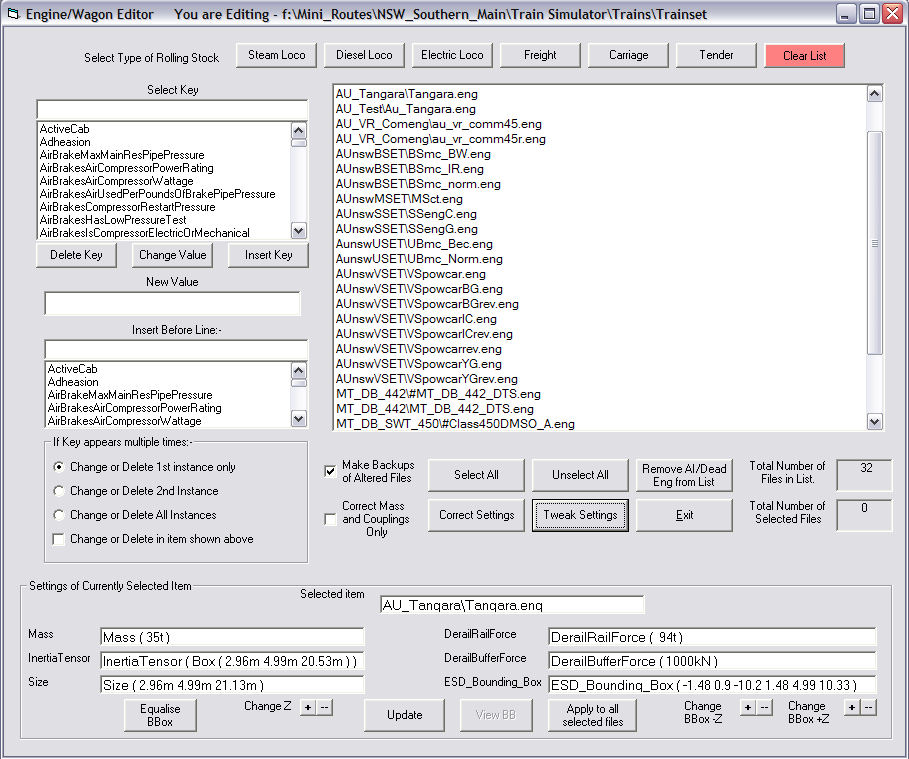 Engine/Wagon Editor You are Editing - f:\Mini_Routes\NSW_Southern_Main\Train Simulator\Trains\Trainset
Select Type of Rolling Stock Steam Loco Diesel Loco Electric Loco Freight Carriage Tender Clear List
Select Key
ActiveCab
Adheasion
AirBrakeMaxMainResPipePressure
AirBrakesAirCompressorPowerRating
AirBrakesAirCompressorWattage
AirBrakesAirUsedPerPoundsOfBrakePipePressure
AirBrakesCompressorRestartPressure
AirBrakesHasLowPressureTest
AirBrakesIsCompressorElectricOrMechanical
Delete Key Change Value Insert Key
New Value
Insert Before Line:-
ActiveCab
Adheasion
AirBrakeMaxMainResPipePressure
AirBrakesAirCompressorPowerRating
AirBrakesAirCompressorWattage
If Key appears multiple times:-
Change or Delete 1st instance only
Change or Delete 2nd Instance
Change or Delete All Instances
Change or Delete in item shown above
AU_Tangara\Tangara.eng
AU_Test\Au_Tangara.eng
AU_VR_Comeng\au_vr_comm45.eng
AU_VR_Comeng\au_vr_comm45r.eng
AUnswBSET\BSmc_BW.eng
AUnswBSET\BSmc_IR.eng
AUnswBSET\BSmc_norm.eng
AUnswMSET\MSct.eng
AUnswSSET\SSengC.eng
AUnswSSET\SSengG.eng
AunswUSET\UBmc_Bec.eng
AunswUSET\UBmc_Norm.eng
AUnswVSET\VSpowcar.eng
AUnswVSET\VSpowcarBG.eng
AUnswVSET\VSpowcarBGrev.eng
AUnswVSET\VSpowcarIC.eng
AUnswVSET\VSpowcarICrev.eng
AUnswVSET\VSpowcarrev.eng
AUnswVSET\VSpowcarYG.eng
AUnswVSET\VSpowcarYGrev.eng
MT_DB_442\#MT_DB_442_DTS.eng
MT_DB_442\MT_DB_442_DTS.eng
MT_DB_SWT_450\#Class450DMSO_A.eng
Make Backups
of Altered Files
Select All Unselect All
Remove AI/Dead
Eng from List
Total Number of
Files in List.
32
Correct Mass
and Couplings
Only
Correct Settings Tweak Settings Exit
Total Number of
Selected Files
0
Settings of Currently Selected Item
Selected item AU_Tangara\Tangara.eng
Mass Mass ( 35t ) DerailRailForce DerailRailForce ( 94t )
InertiaTensor InertiaTensor ( Box ( 2.96m 4.99m 20.53m ) ) DerailBufferForce DerailBufferForce ( 1000kN )
Size Size ( 2.96m 4.99m 21.13m ) ESD_Bounding_Box ESD_Bounding_Box ( -1.48 0.9 -10.2 1.48 4.99 10.33 )
Equalise
BBox
Change Z + --
Update View BB
Apply to all
selected files
Change
BBox -Z
+ --
Change
BBox +Z
+ --